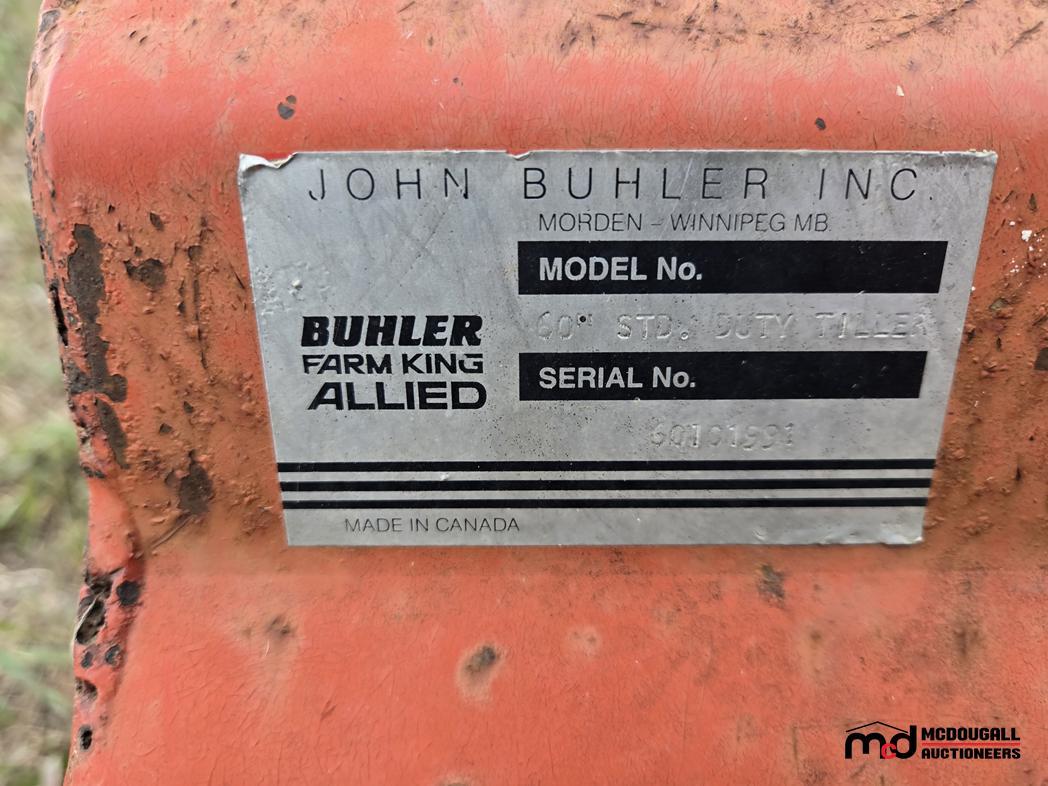 JOHN BUHLER INC.
MORDEN - WINNIPEG MB.
MODEL No.
60" STD. DUTY TILLER
BUHLER
FARM KING
ALLIED
SERIAL No.
60101991
MADE IN CANADA
mcd MCDOUGALL
AUCTIONEERS